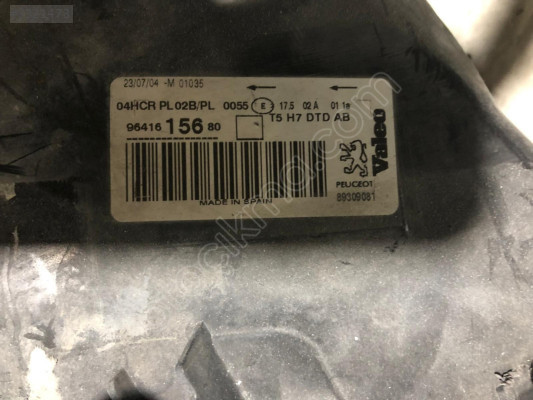 23/07/04 -M 01035
04HCR PL 02B/PL 0055 E 17.5 02 A 01 1e
96416 156 80 T5 H7 DTD AB
Valeo
PEUGEOT
MADE IN SPAIN
89309081